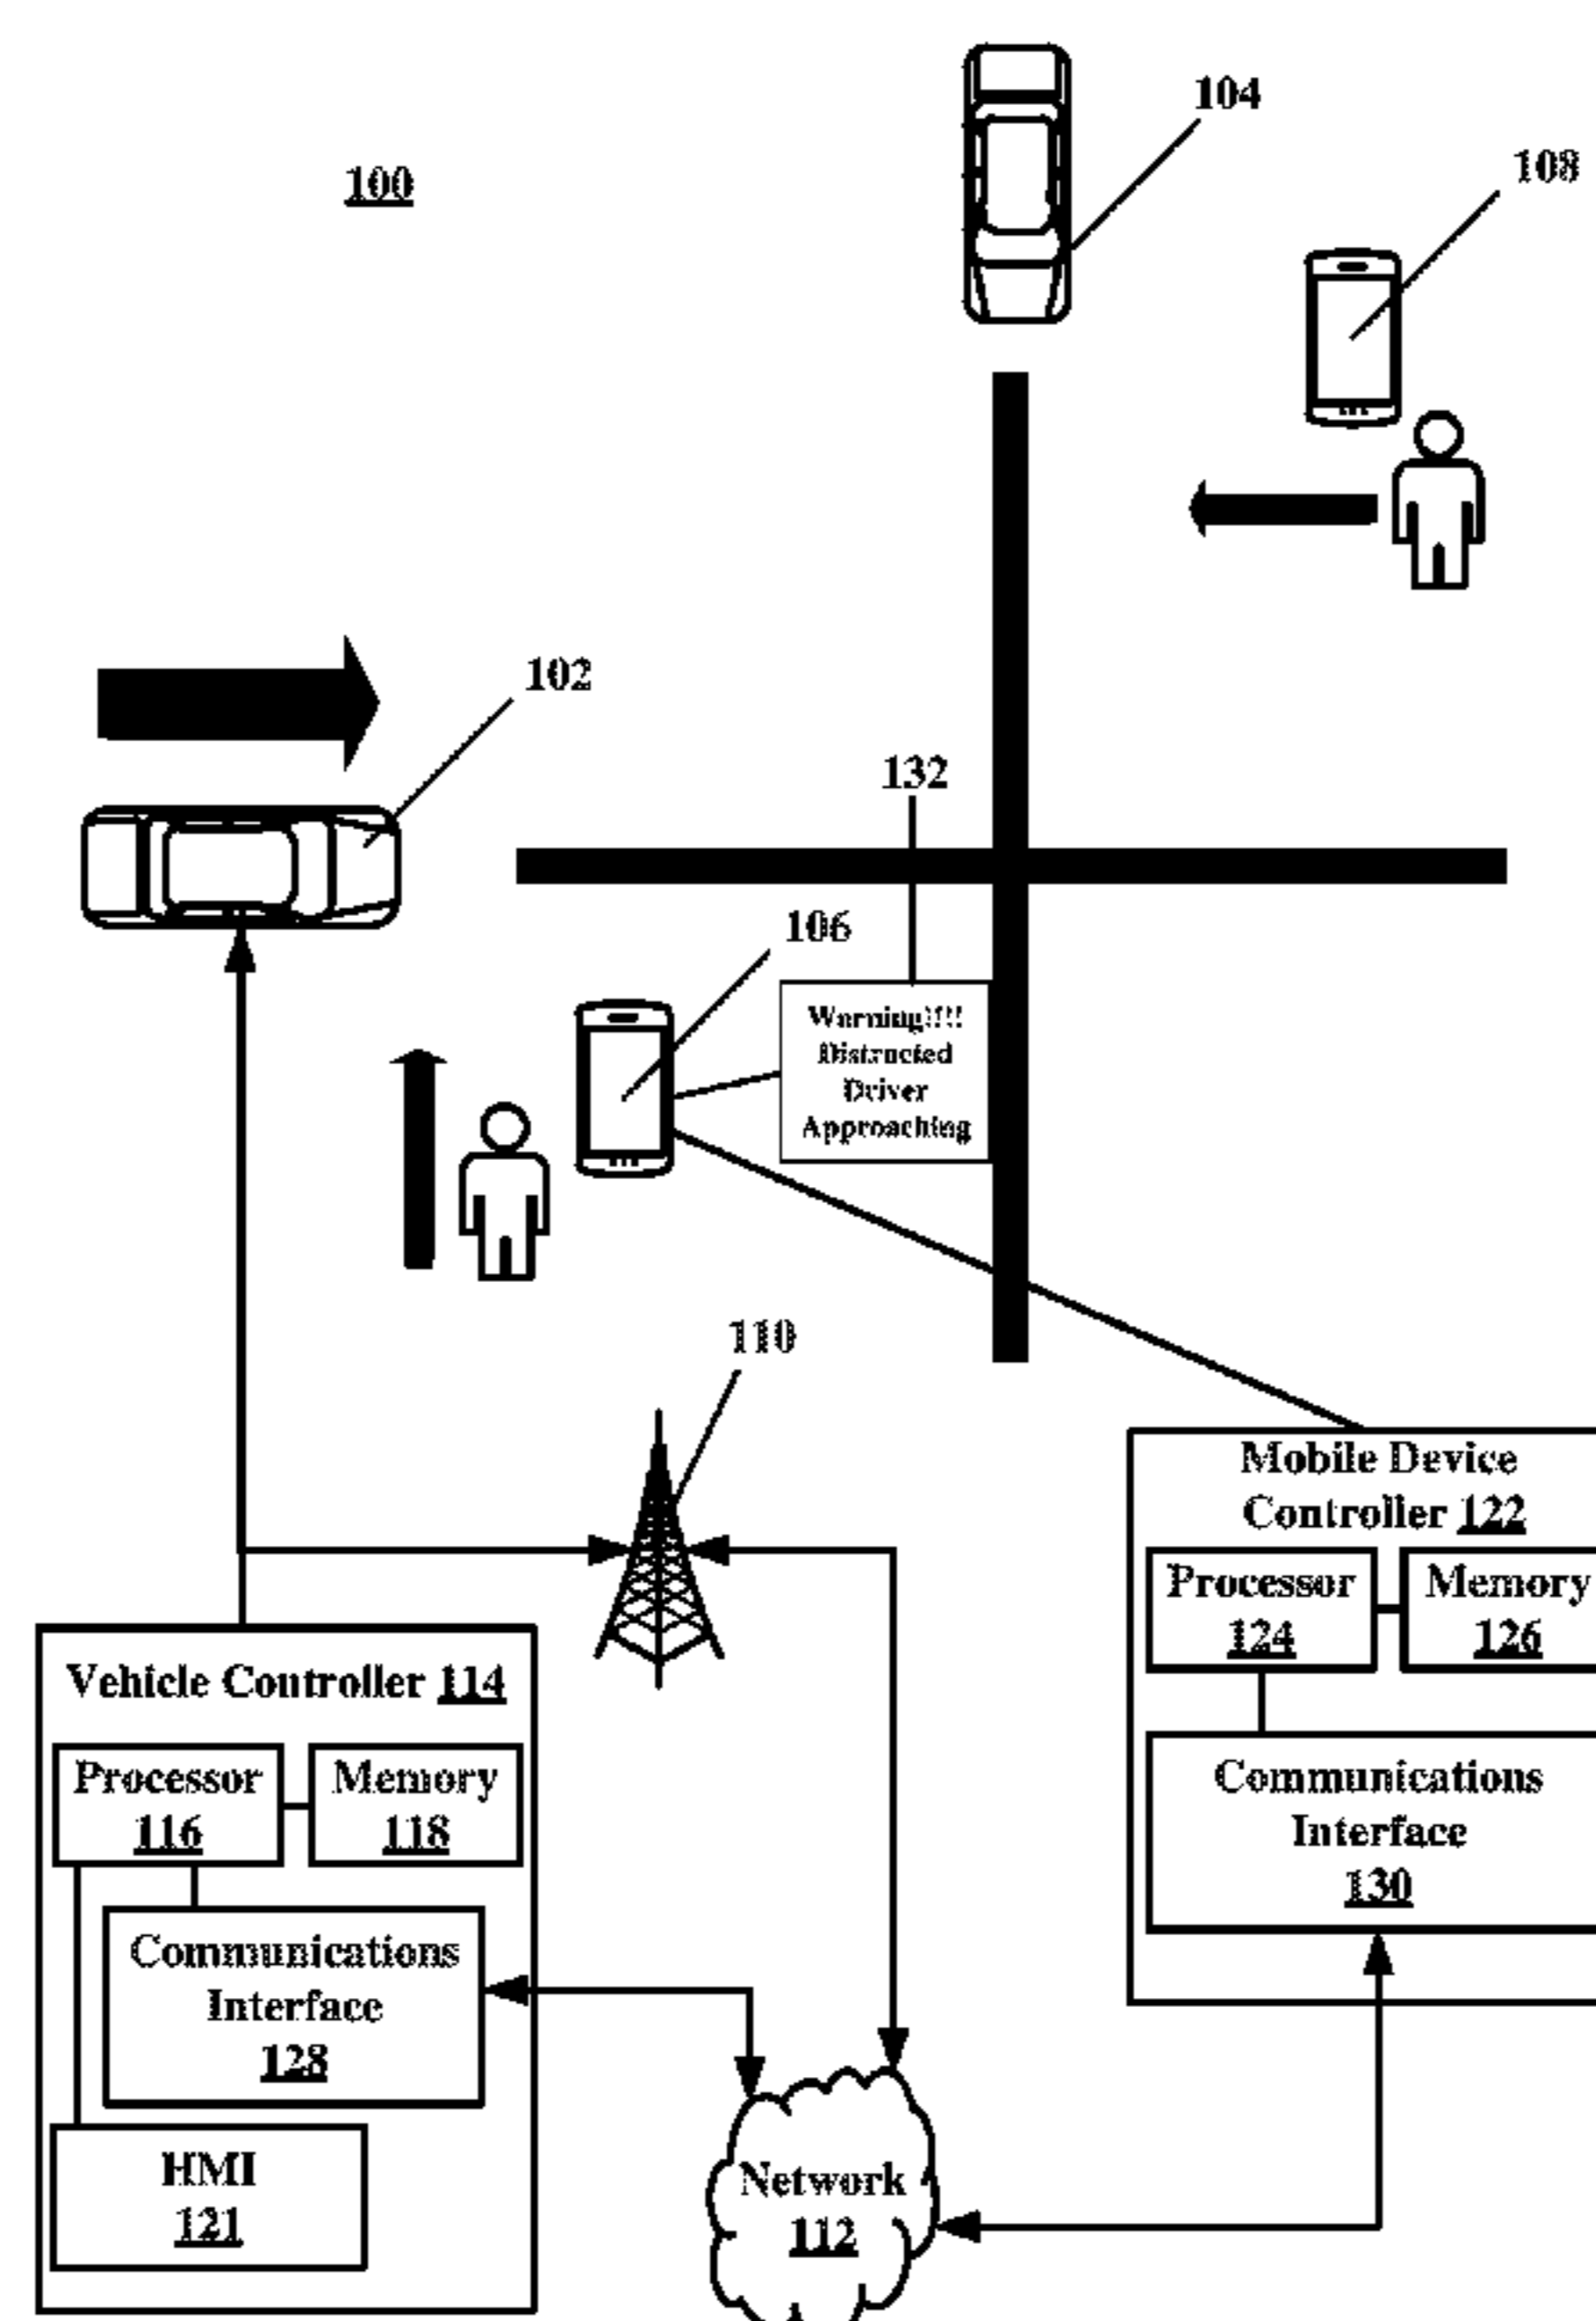 104
108
100
102
132
106
Warning!!!!
Distracted
Driver
Approaching
110
Mobile Device
Controller 122
Processor
124
Memory
126
Communications
Interface
130
Vehicle Controller 114
Processor
116
Memory
118
Communications
Interface
128
HMI
121
Network
112